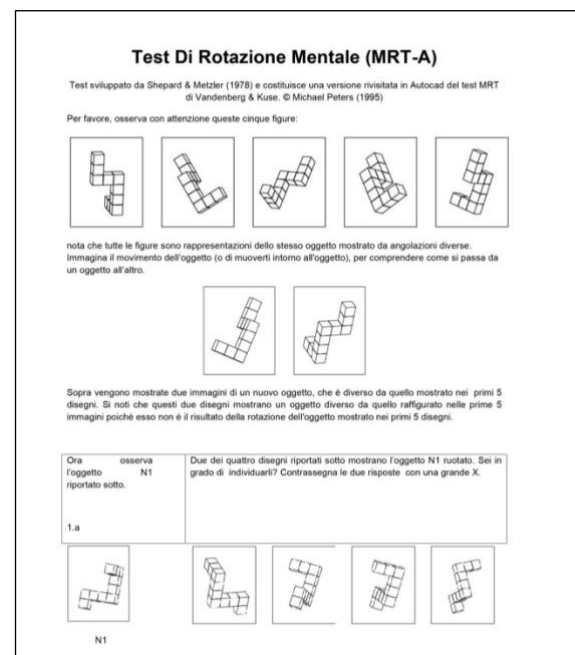 Test Di Rotazione Mentale (MRT-A)
Test sviluppato da Shepard & Metzler (1978) e costituisce una versione rivisitata in Autocad del test MRT
di Vandenberg & Kuse. © Michael Peters (1995)
Per favore, osserva con attenzione queste cinque figure:
nota che tutte le figure sono rappresentazioni dello stesso oggetto mostrato da angolazioni diverse.
Immagina il movimento dell'oggetto (o di muoverti intorno all'oggetto), per comprendere come si passa da
un oggetto all'altro.
Sopra vengono mostrate due immagini di un nuovo oggetto, che è diverso da quello mostrato nei primi 5
disegni. Si noti che questi due disegni mostrano un oggetto diverso da quello raffigurato nelle prime 5
immagini poiché esso non è il risultato della rotazione dell'oggetto mostrato nei primi 5 disegni.
Ora osserva
l'oggetto N1
riportato sotto.
1.a
Due dei quattro disegni riportati sotto mostrano l'oggetto N1 ruotato. Sei in
grado di individuarli? Contrassegna le due risposte con una grande X.
N1